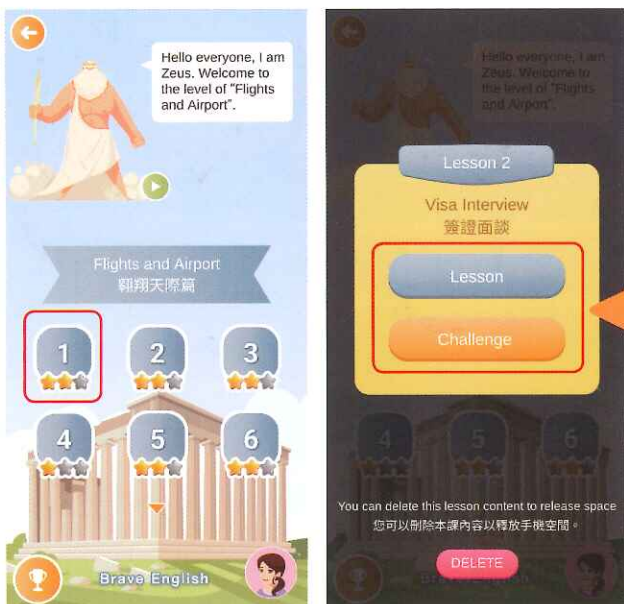 Hello everyone, I am
Zeus. Welcome to
the level of "Flights
and Airport".
Flights and Airport
翱翔天際篇
1
2
3
4
5
6
Brave English
Hello everyone, I am
Zeus. Welcome to
the level of "Flights
and Airport".
Lesson 2
Visa Interview
簽證面談
Lesson
Challenge
4
5
6
You can delete this lesson content to release space
您可以刪除本課內容以釋放手機空間。
DELETE